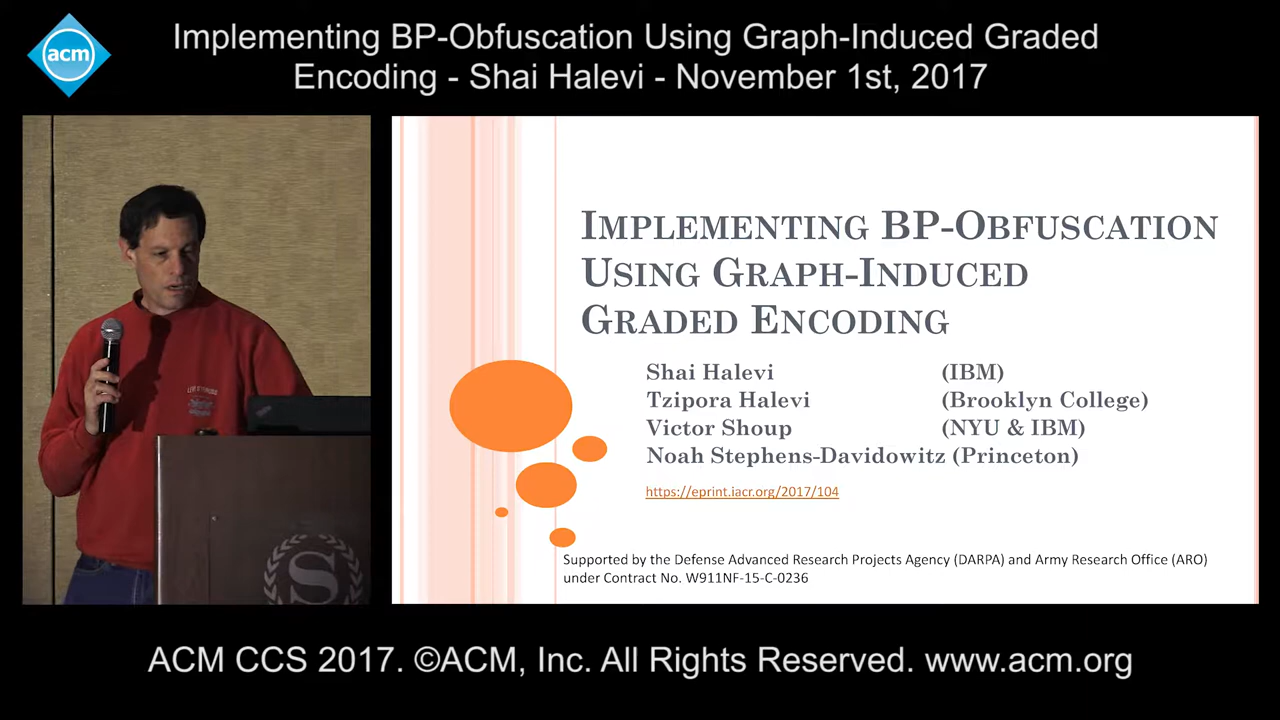 acm
Implementing BP-Obfuscation Using Graph-Induced Graded
Encoding - Shai Halevi - November 1st, 2017
IMPLEMENTING BP-OBFUSCATION
USING GRAPH-INDUCED
GRADED ENCODING
Shai Halevi (IBM)
Tzipora Halevi (Brooklyn College)
Victor Shoup (NYU & IBM)
Noah Stephens-Davidowitz (Princeton)
https://eprint.iacr.org/2017/104
Supported by the Defense Advanced Research Projects Agency (DARPA) and Army Research Office (ARO)
under Contract No. W911NF-15-C-0236
S
ACM CCS 2017. ©ACM, Inc. All Rights Reserved. www.acm.org